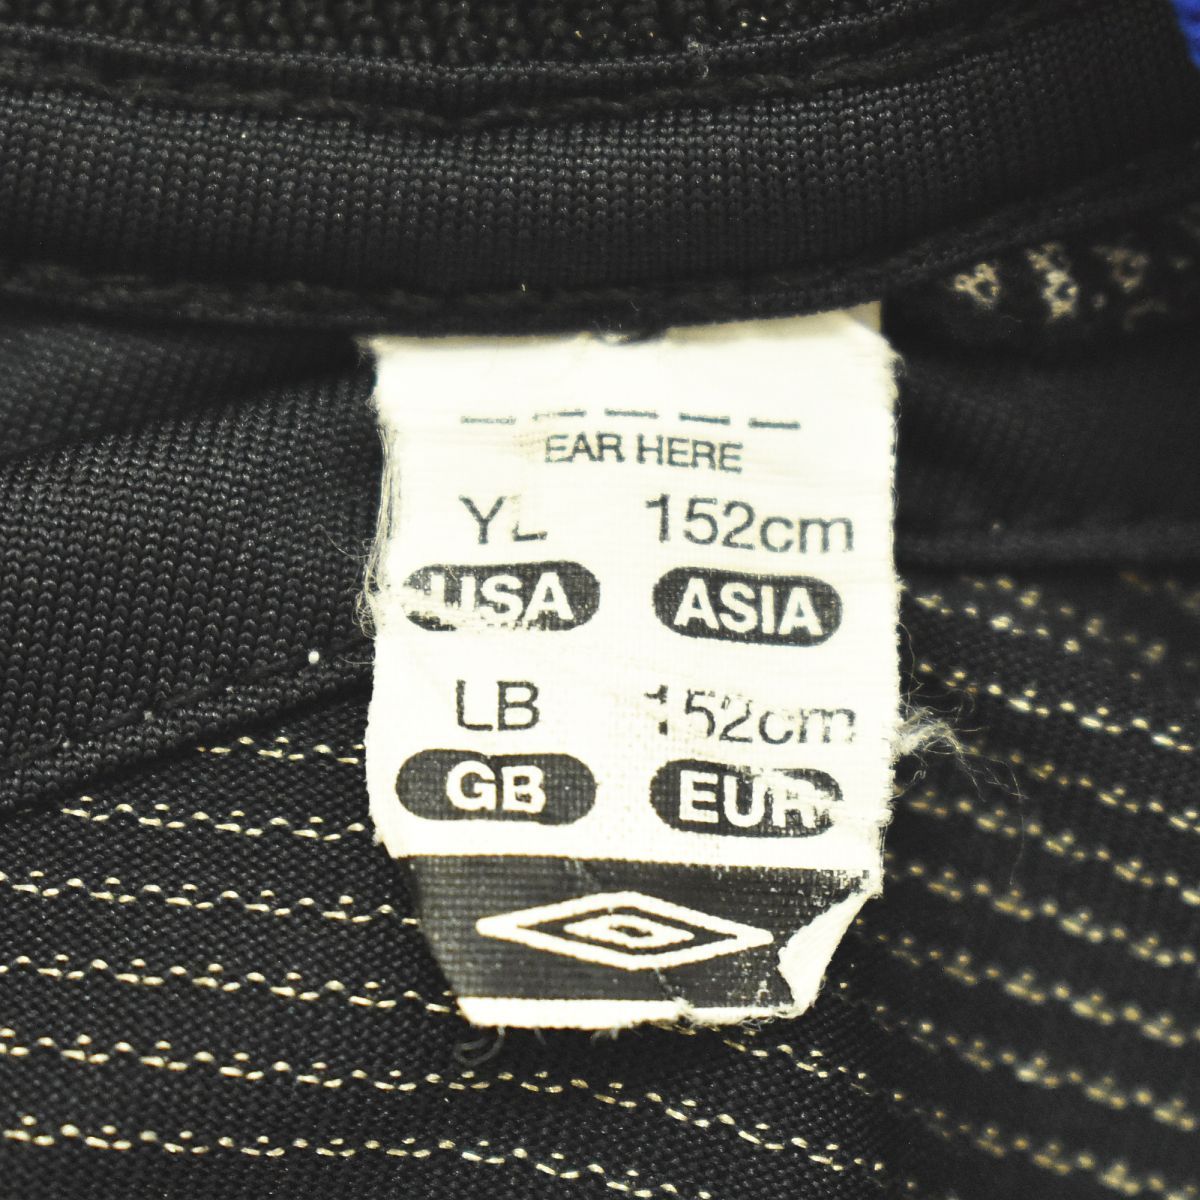 EAR HERE
YL 152cm
USA ASIA
LB 152cm
GB EUR